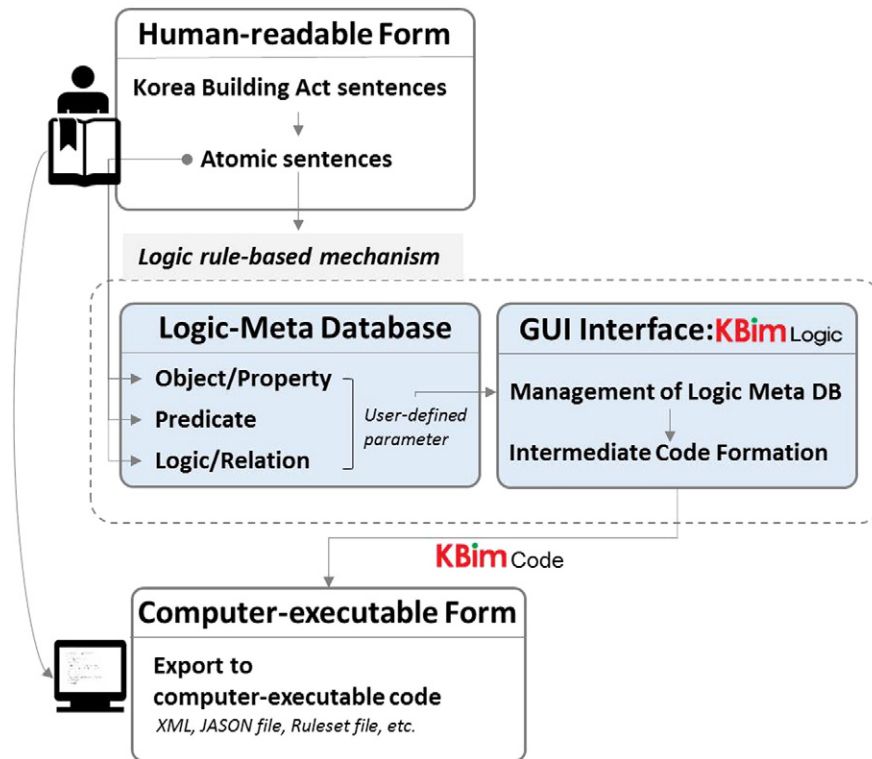 Human-readable Form
Korea Building Act sentences
Atomic sentences
Logic rule-based mechanism
Logic-Meta Database
Object/Property
Predicate
Logic/Relation
User-defined
parameter
GUI Interface:KBim Logic
Management of Logic Meta DB
Intermediate Code Formation
KBim Code
Computer-executable Form
Export to
computer-executable code
XML, JASON file, Ruleset file, etc.